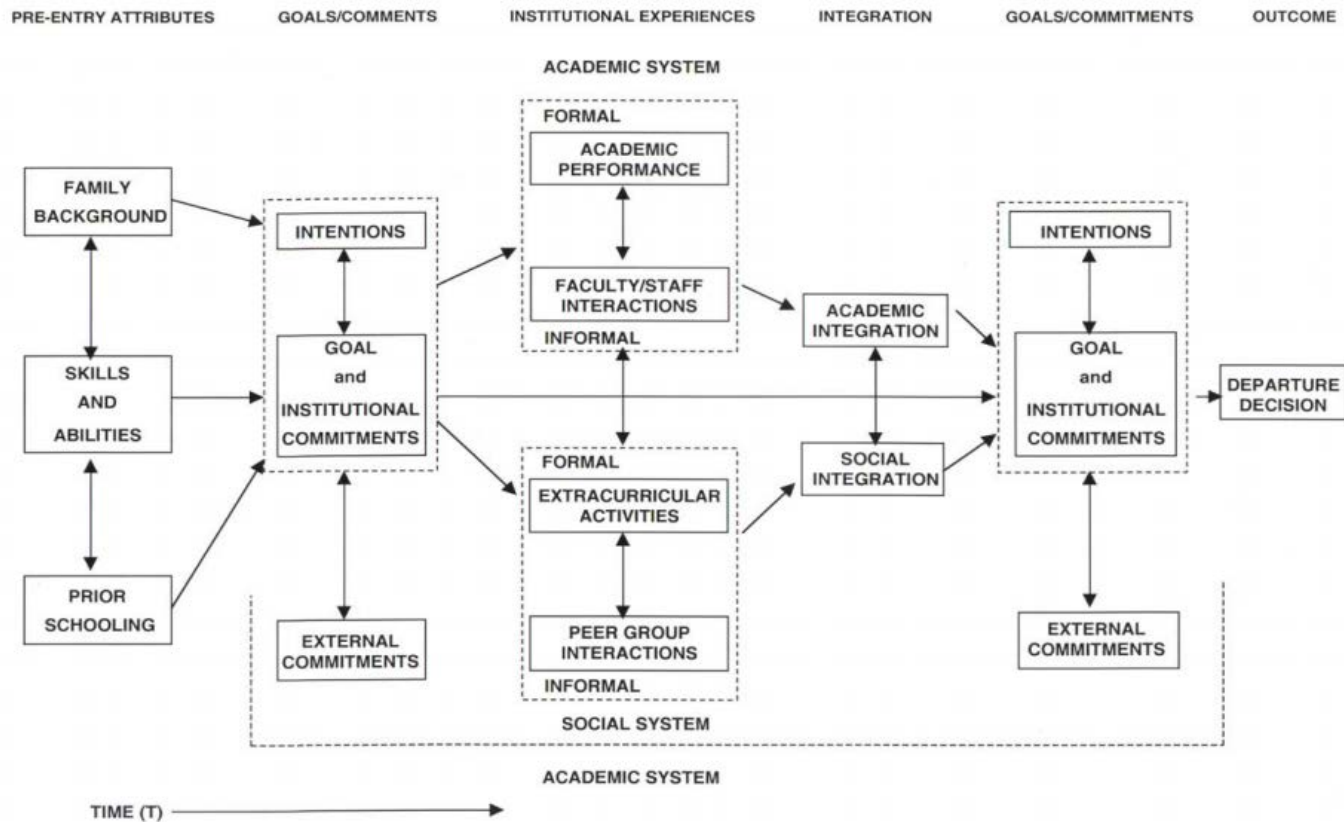 PRE-ENTRY ATTRIBUTES
GOALS/COMMENTS
INSTITUTIONAL EXPERIENCES
INTEGRATION
GOALS/COMMITMENTS
OUTCOME
ACADEMIC SYSTEM
FAMILY
BACKGROUND
SKILLS
AND
ABILITIES
PRIOR
SCHOOLING
INTENTIONS
GOAL
and
INSTITUTIONAL
COMMITMENTS
EXTERNAL
COMMITMENTS
FORMAL
ACADEMIC
PERFORMANCE
FACULTY/STAFF
INTERACTIONS
INFORMAL
FORMAL
EXTRACURRICULAR
ACTIVITIES
PEER GROUP
INTERACTIONS
INFORMAL
ACADEMIC
INTEGRATION
SOCIAL
INTEGRATION
INTENTIONS
GOAL
and
INSTITUTIONAL
COMMITMENTS
EXTERNAL
COMMITMENTS
DEPARTURE
DECISION
SOCIAL SYSTEM
ACADEMIC SYSTEM
TIME (T)